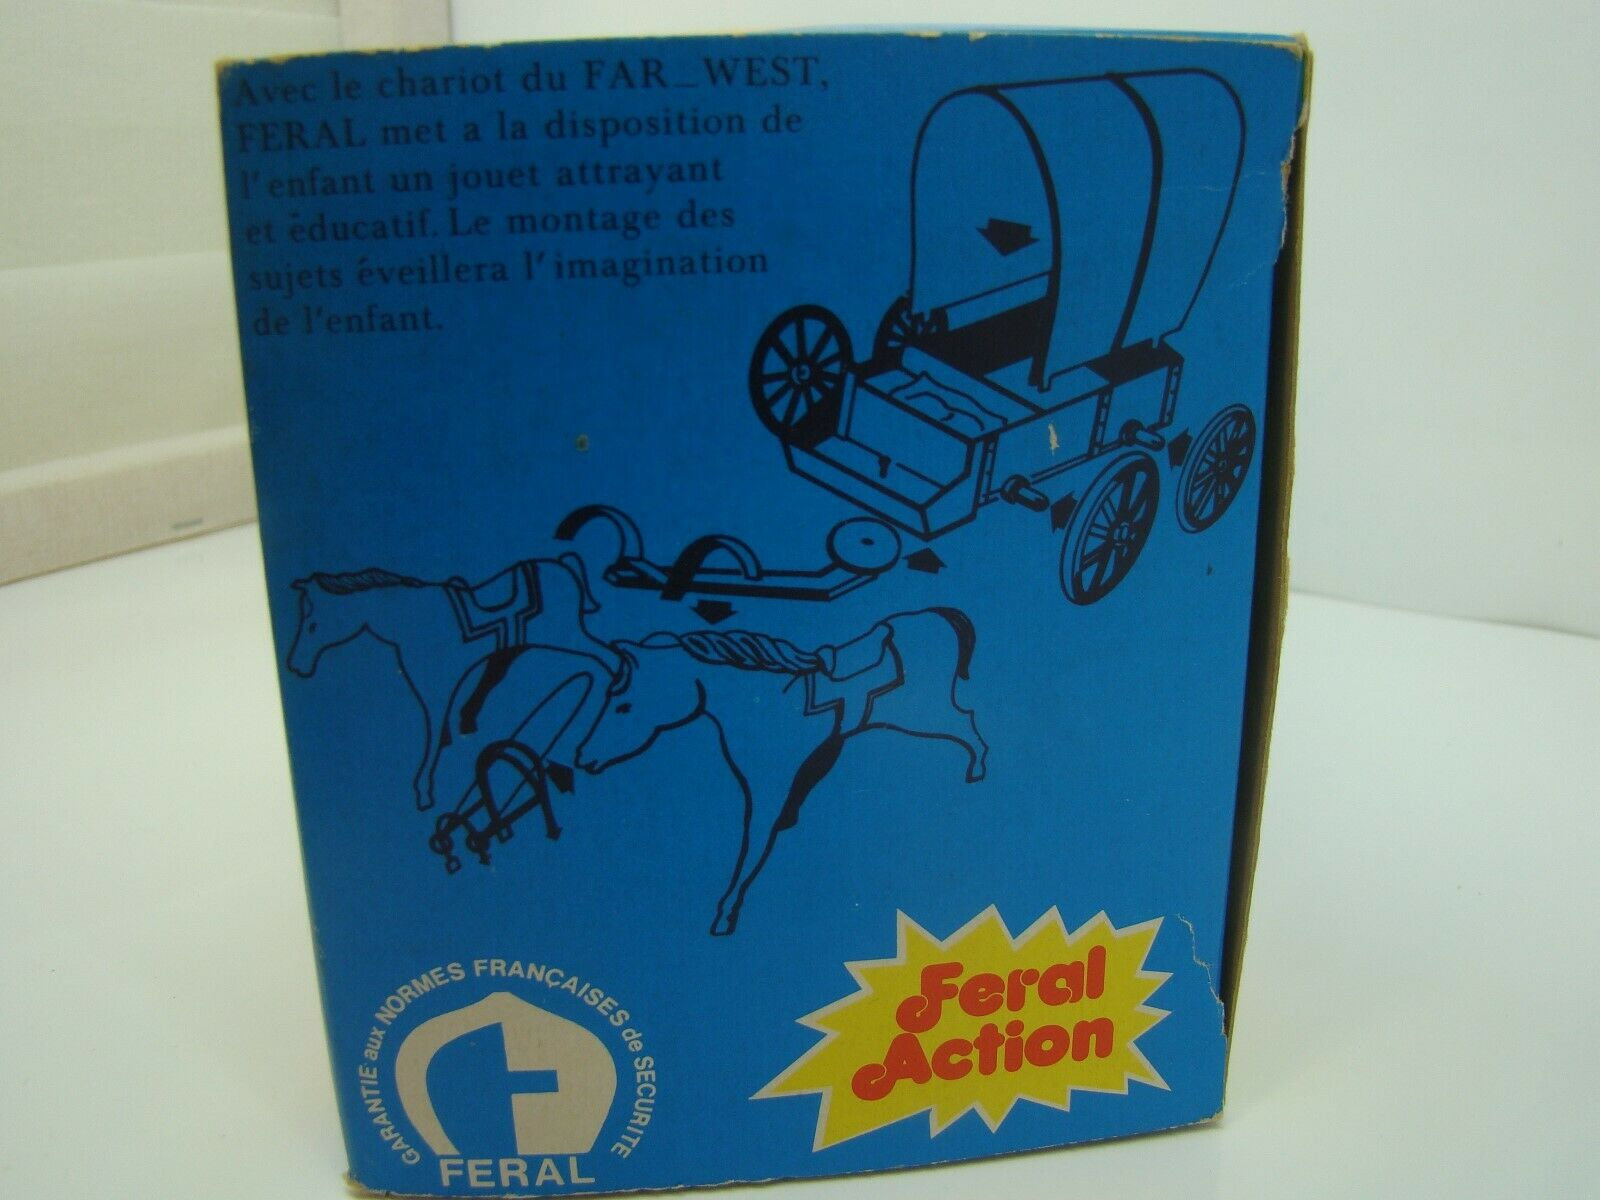 Avec le chariot du FAR_WEST,
FERAL met a la disposition de
l'enfant un jouet attrayant
et éducatif. Le montage des
sujets éveillera l'imagination
de l'enfant.
GARANTIE aux NORMES FRANÇAISES de SECURITE
FERAL
Feral
Action